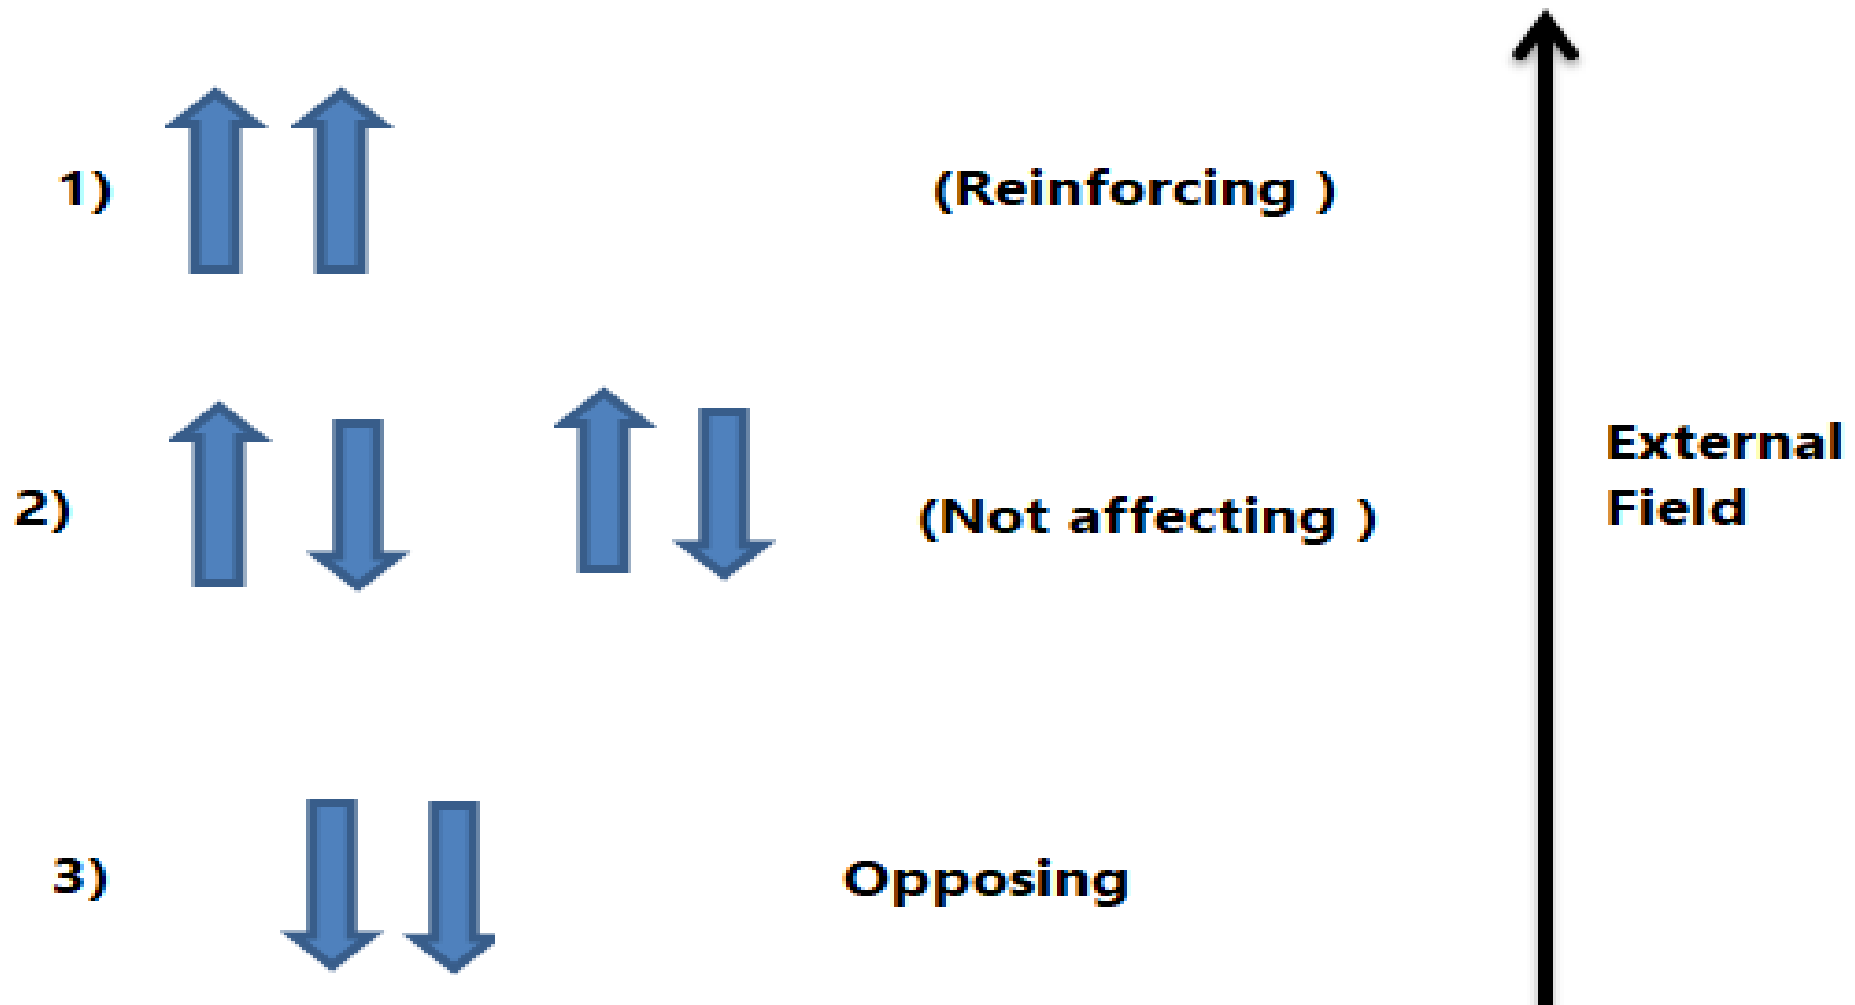 1)
(Reinforcing )
2)
(Not affecting )
External
Field
3)
Opposing